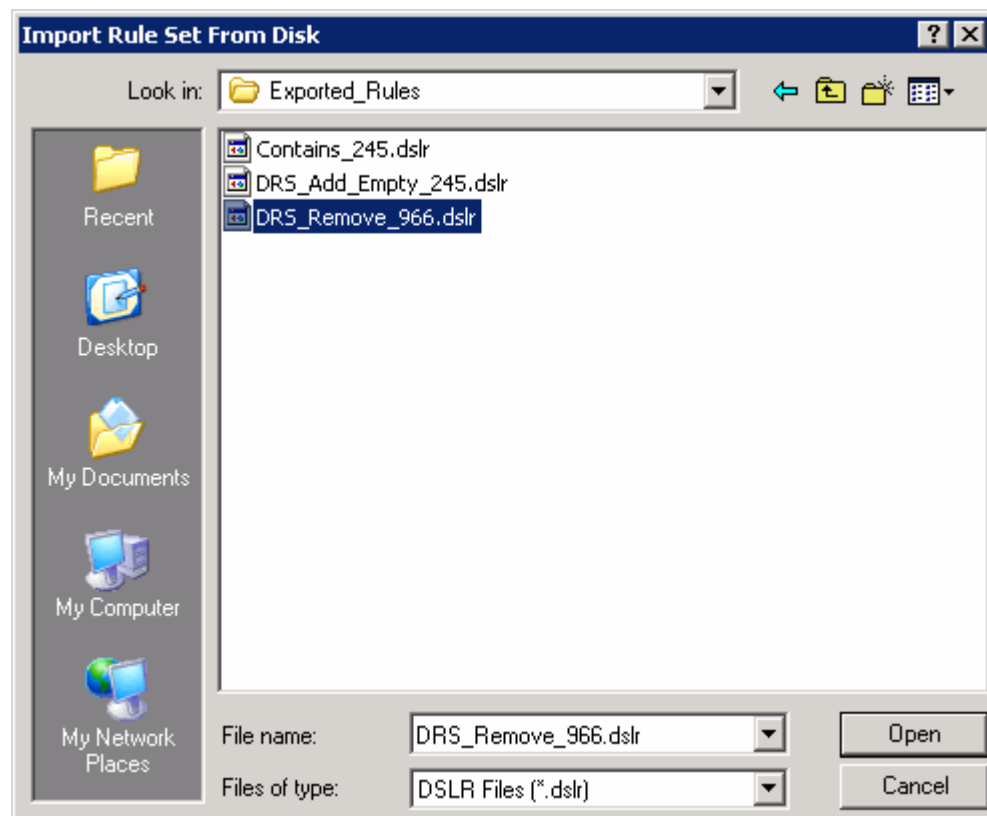 Import Rule Set From Disk
Look in: Exported_Rules
Contains_245.dslr
DRS_Add_Empty_245.dslr
DRS_Remove_966.dslr
Recent
Desktop
My Documents
My Computer
My Network
Places
File name: DRS_Remove_966.dslr Open
Files of type: DSLR Files (*.dslr) Cancel